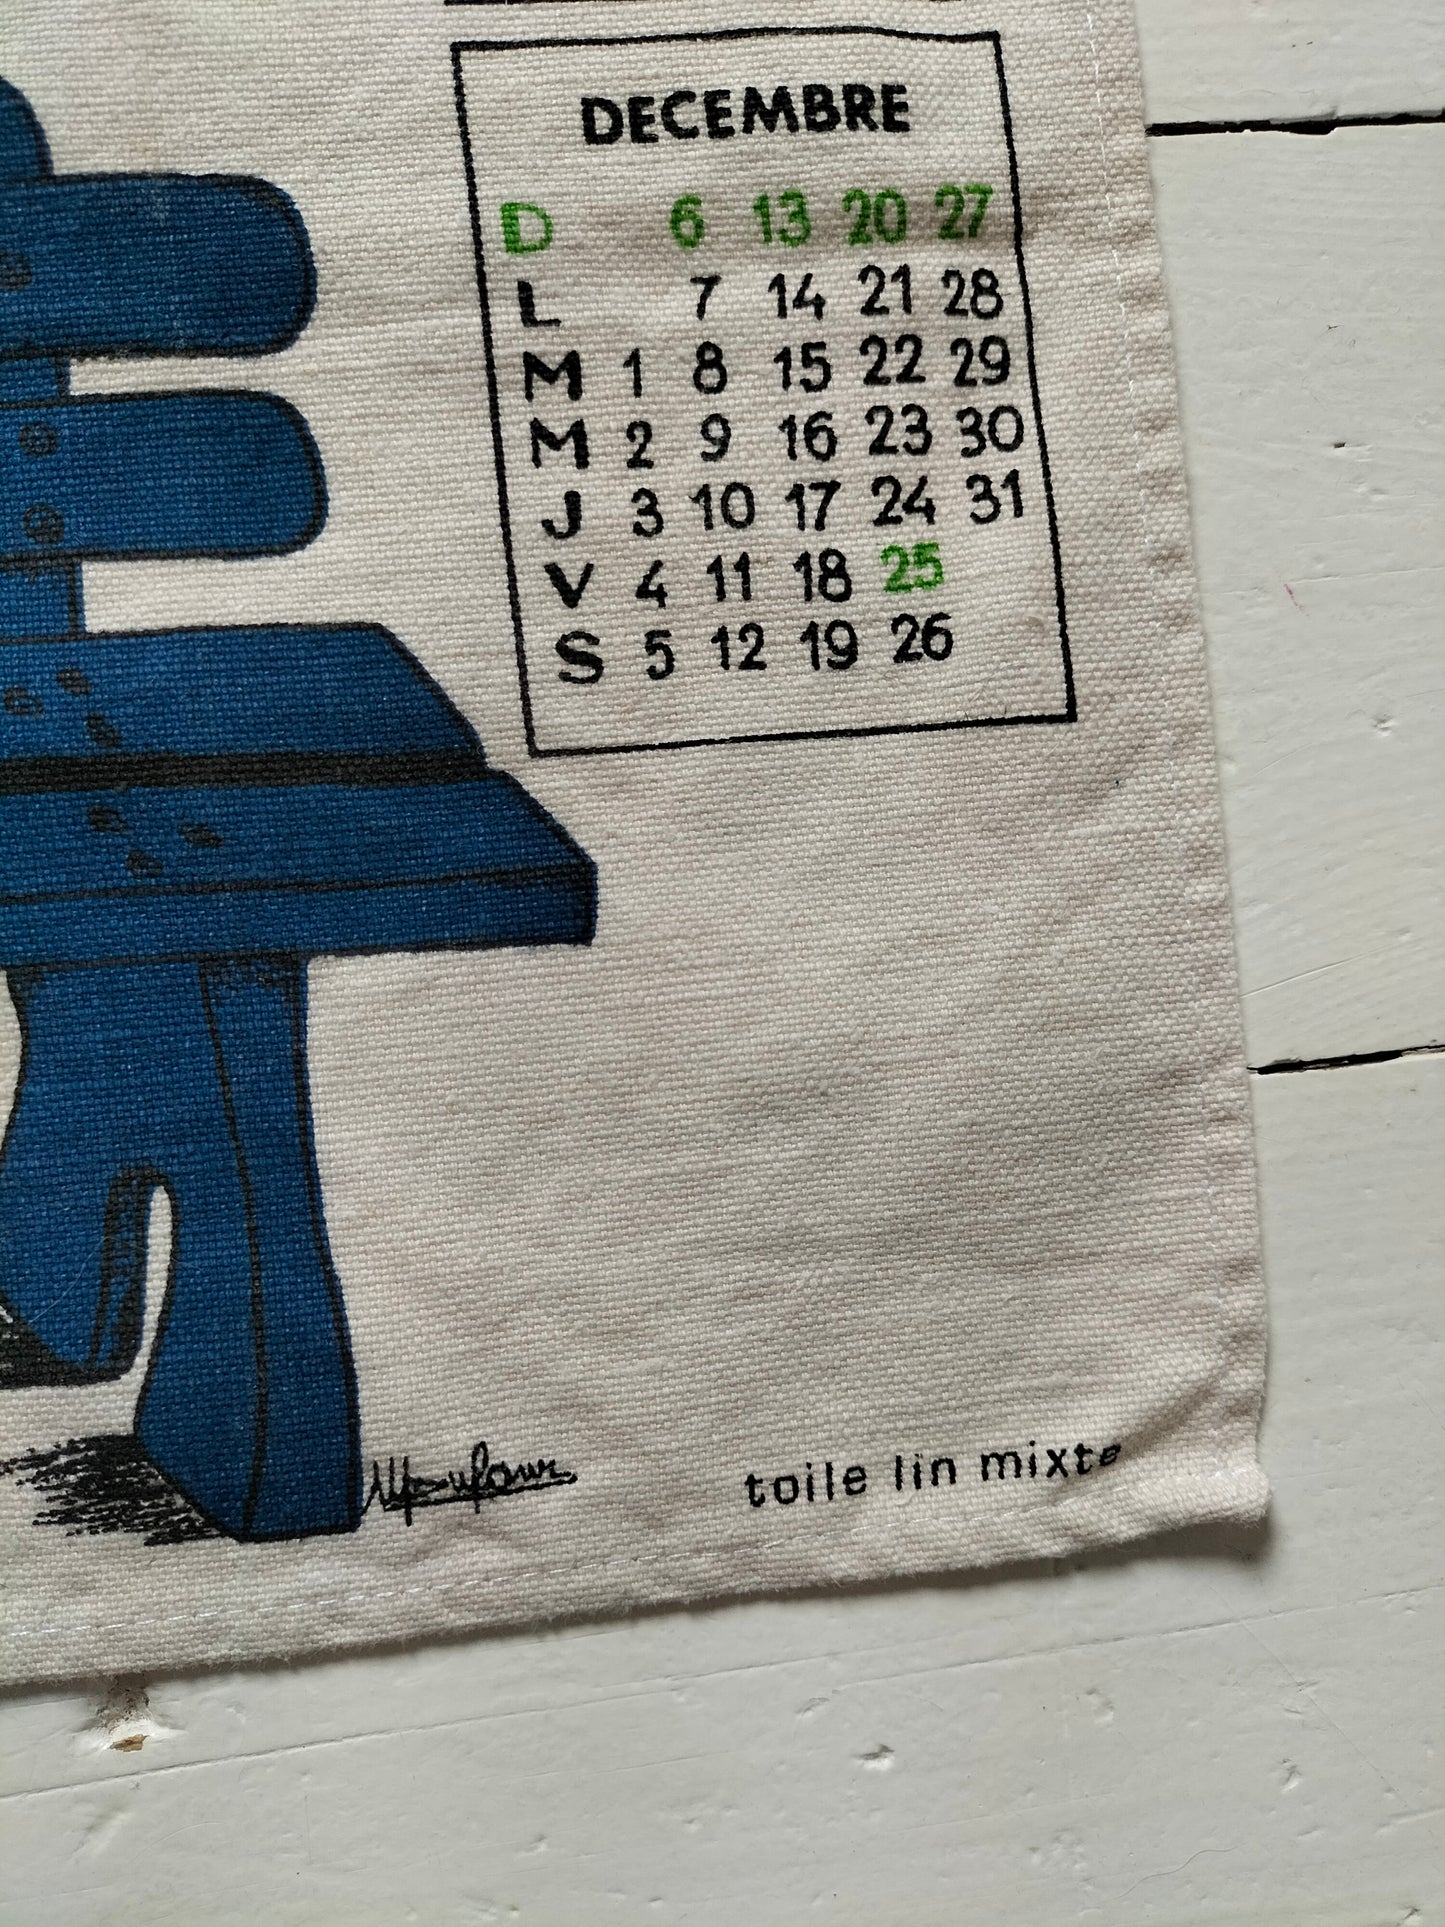 DECEMBRE
D 6 13 20 27
L 7 14 21 28
M 1 8 15 22 29
M 2 9 16 23 30
J 3 10 17 24 31
V 4 11 18 25
S 5 12 19 26
toile lin mixte